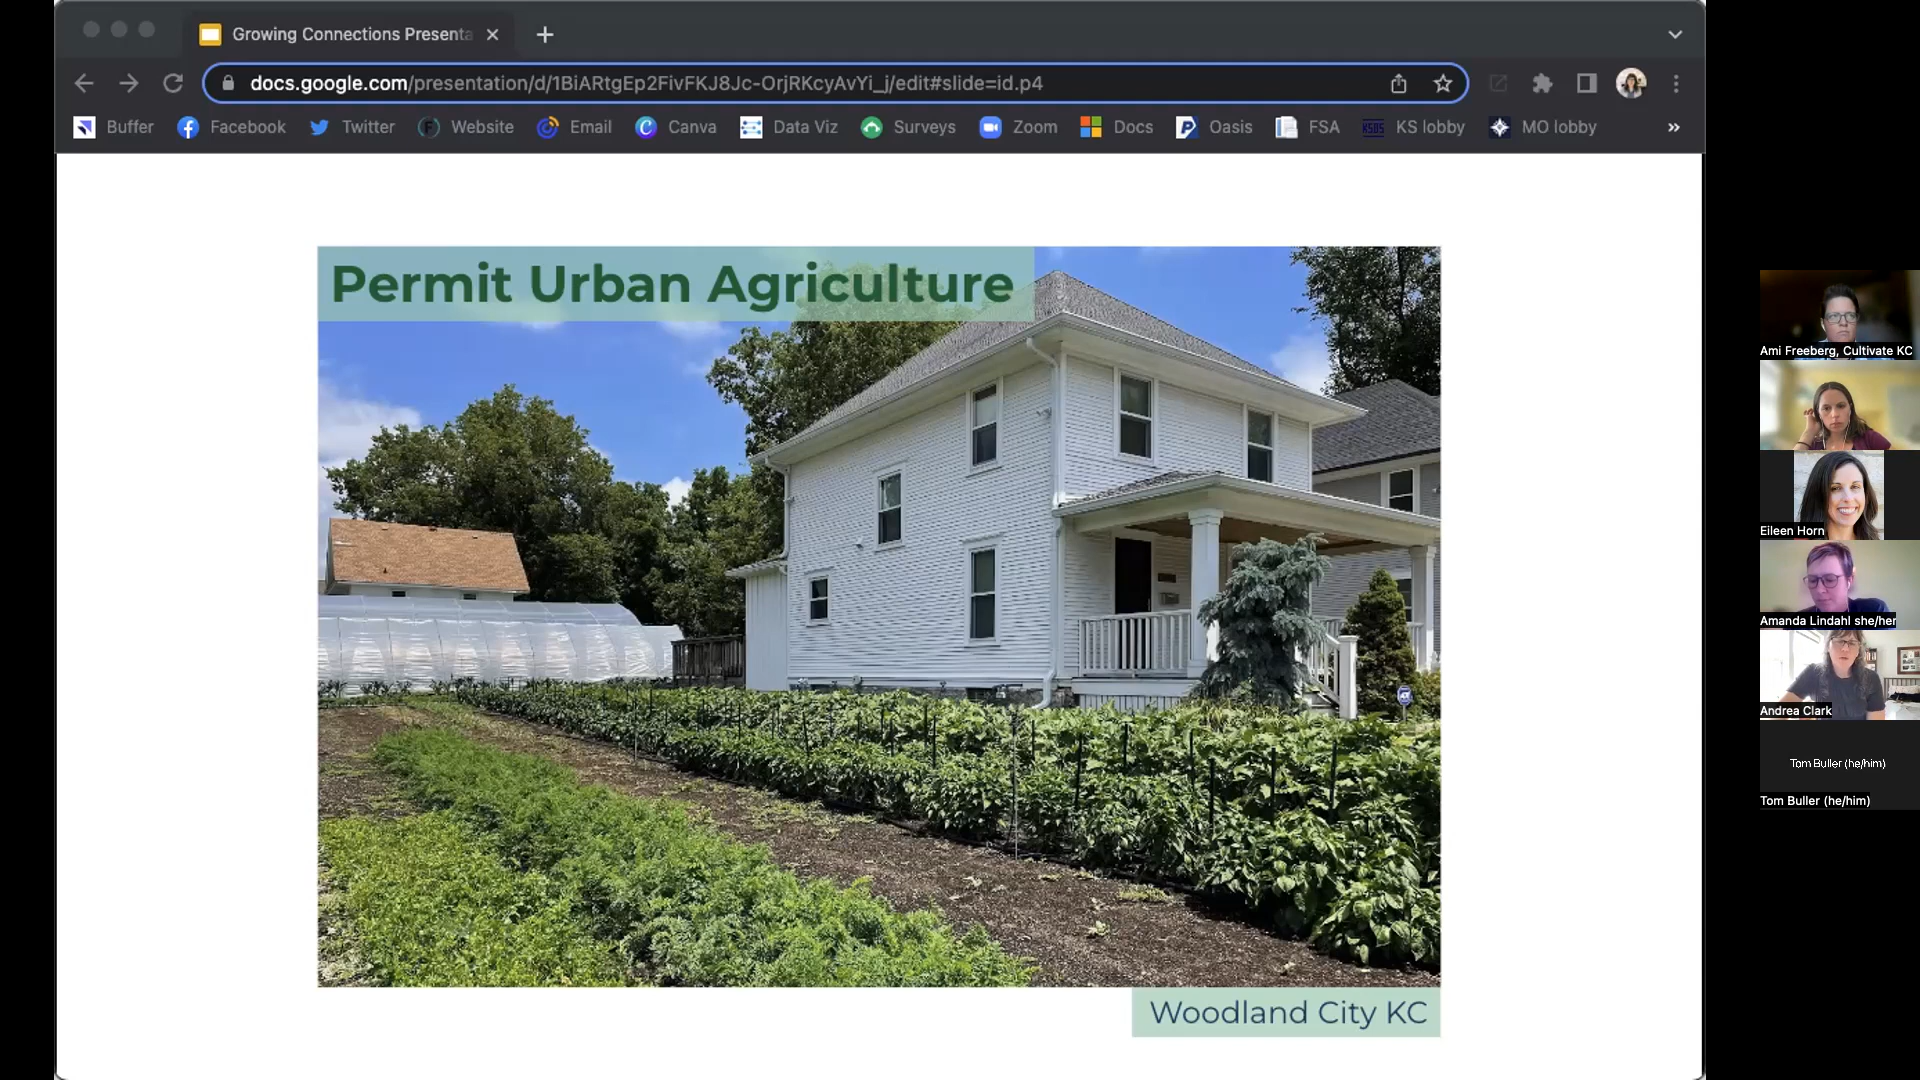 Growing Connections Presenta
docs.google.com/presentation/d/1BiARtgEp2FivFKJ8Jc-OrjRKcyAvYi_j/edit#slide=id.p4
Buffer Facebook Twitter Website Email Canva Data Viz Surveys Zoom Docs Oasis FSA KS lobby MO lobby »
Permit Urban Agriculture
Woodland City KC
Ami Freeberg, Cultivate KC
Eileen Horn
Amanda Lindahl she/her
Andrea Clark
Tom Buller (he/him)
Tom Buller (he/him)